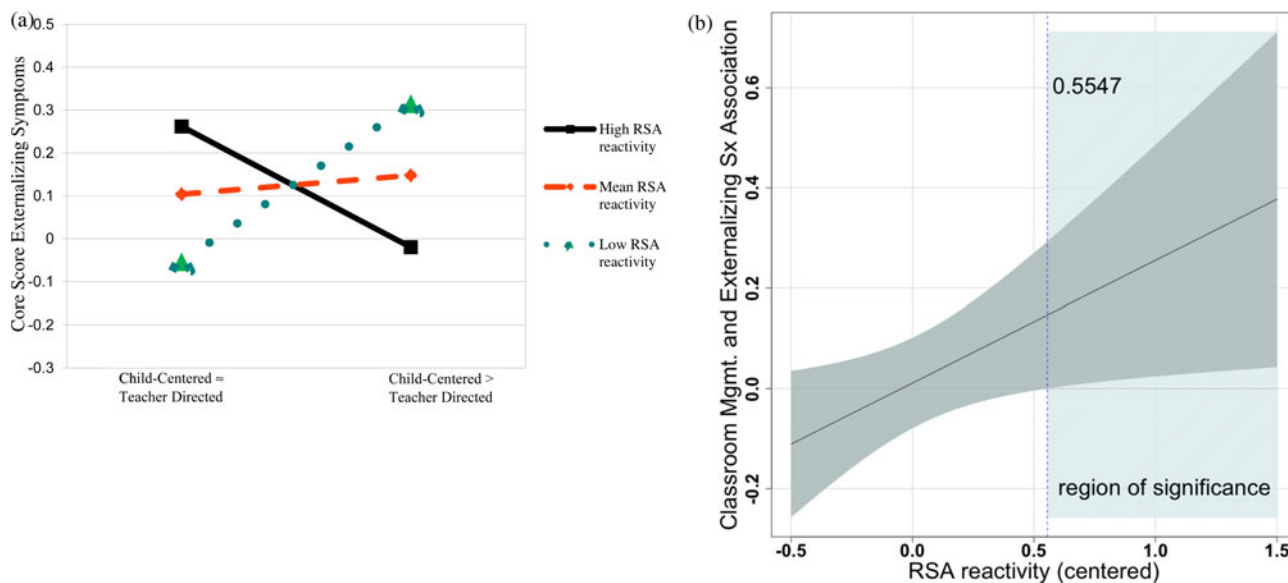 (a)
0.5
0.4
0.3
0.2
0.1
0
-0.1
-0.2
-0.3
Core Score Externalizing Symptoms
Child-Centered =
Teacher Directed
Child-Centered >
Teacher Directed
High RSA
reactivity
Mean RSA
reactivity
Low RSA
reactivity
(b)
Classroom Mgmt. and Externalizing Sx Association
0.6
0.4
0.2
0.0
-0.2
0.5547
region of significance
-0.5
0.0
0.5
1.0
1.5
RSA reactivity (centered)